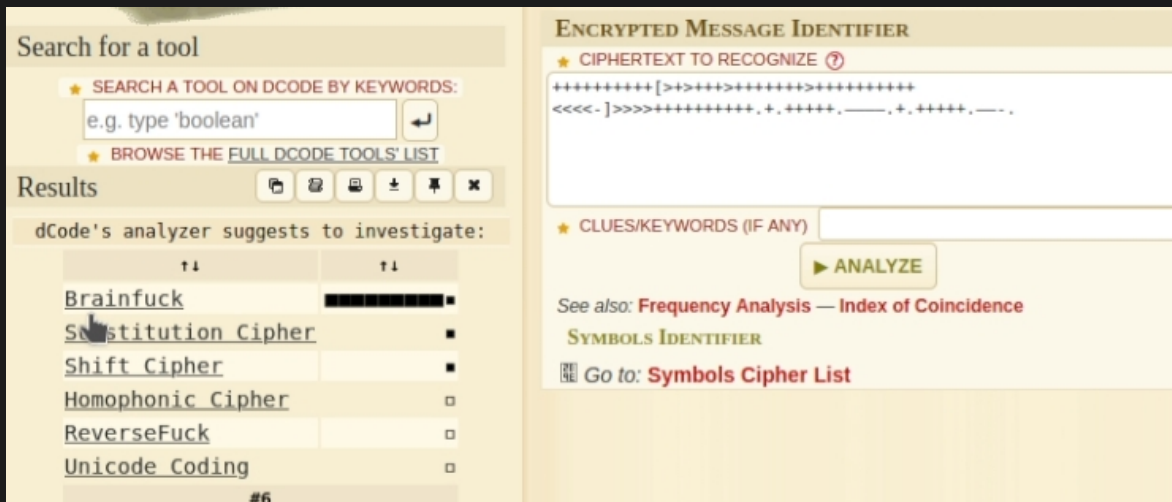 Search for a tool
SEARCH A TOOL ON DCODE BY KEYWORDS:
e.g. type 'boolean'
BROWSE THE FULL DCODE TOOLS' LIST
Results
dCode's analyzer suggests to investigate:
↑↓ ↑↓
Brainfuck
Cipher
Shift Cipher
Homophonic Cipher
ReverseFuck
Unicode Coding
#6
ENCRYPTED MESSAGE IDENTIFIER
CIPHERTEXT TO RECOGNIZE ?
++++++++++[>+>+++>+++++++>++++++++++
<<<<-]>>>>++++++++++.+.+++++.————.+.+++++.——-.
CLUES/KEYWORDS (IF ANY)
▶ ANALYZE
See also: Frequency Analysis — Index of Coincidence
SYMBOLS IDENTIFIER
Go to: Symbols Cipher List